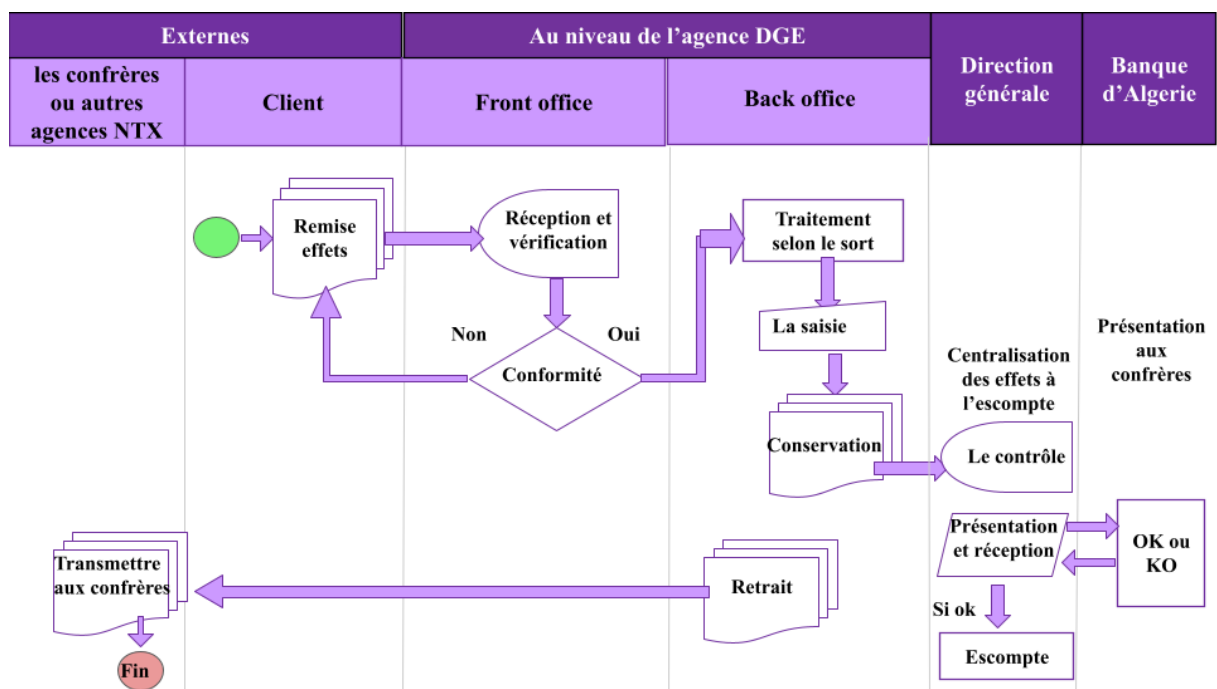 Externes
Au niveau de l’agence DGE
Direction
générale
Banque
d’Algerie
les confrères
ou autres
agences NTX
Client
Front office
Back office
Remise
effets
Réception et
vérification
Traitement
selon le sort
Non
Oui
Conformité
La saisie
Présentation
aux
confrères
Centralisation
des effets à
l’escompte
Conservation
Le contrôle
Présentation
et réception
OK ou
KO
Transmettre
aux confrères
Retrait
Si ok
Escompte
Fin